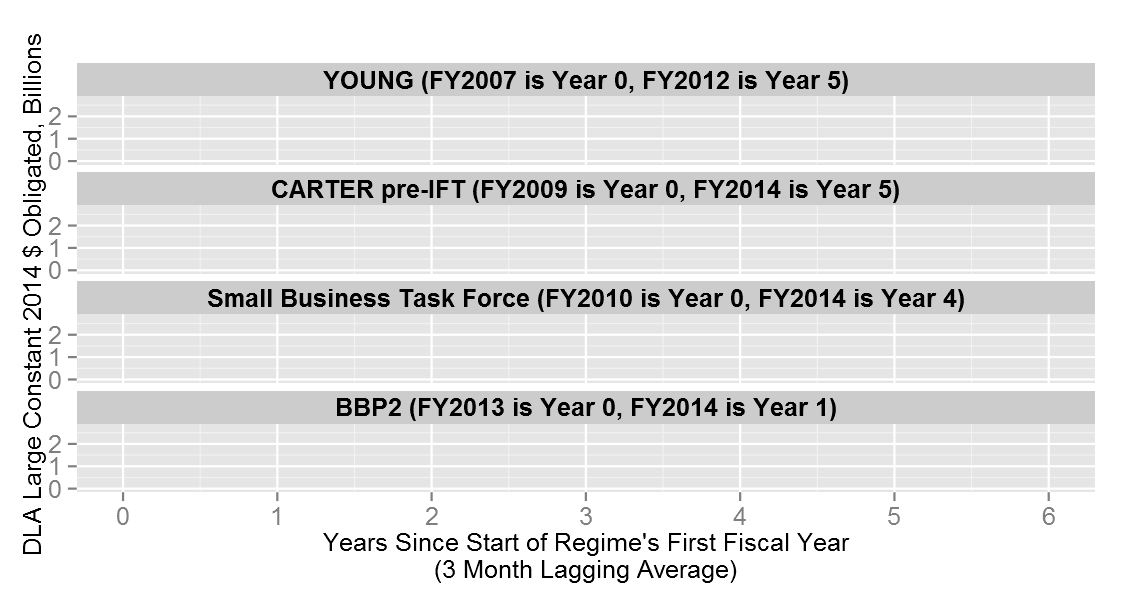 DLA Large Constant 2014 $ Obligated, Billions
YOUNG (FY2007 is Year 0, FY2012 is Year 5)
2
1
0
CARTER pre-IFT (FY2009 is Year 0, FY2014 is Year 5)
2
1
0
Small Business Task Force (FY2010 is Year 0, FY2014 is Year 4)
2
1
0
BBP2 (FY2013 is Year 0, FY2014 is Year 1)
2
1
0
0 1 2 3 4 5 6
Years Since Start of Regime's First Fiscal Year
(3 Month Lagging Average)